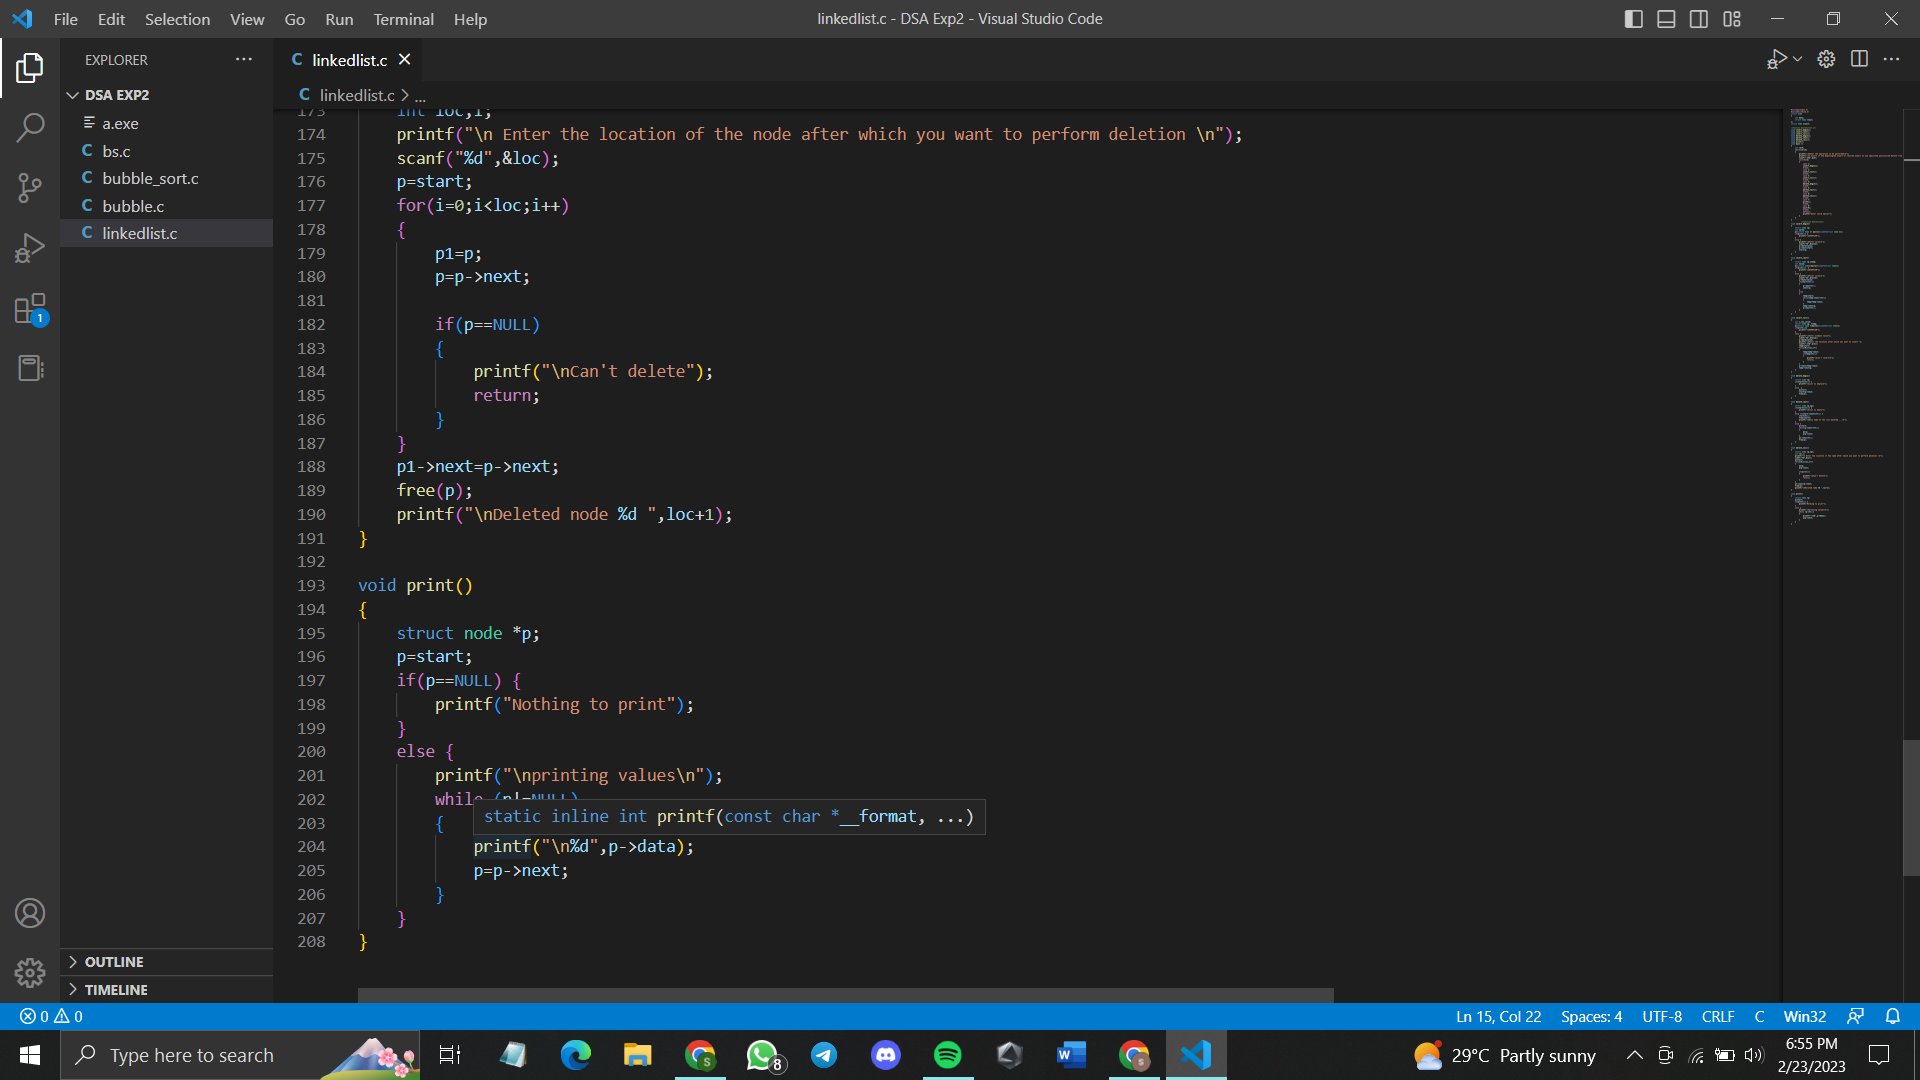 File Edit Selection View Go Run Terminal Help
linkedlist.c - DSA Exp2 - Visual Studio Code
EXPLORER
DSA EXP2
a.exe
C bs.c
C bubble_sort.c
C bubble.c
C linkedlist.c
OUTLINE
TIMELINE
1
C linkedlist.c
C linkedlist.c > ...
173 int loc,i;
174 printf("\n Enter the location of the node after which you want to perform deletion \n");
175 scanf("%d",&loc);
176 p=start;
177 for(i=0;i<loc;i++)
178 {
179 p1=p;
180 p=p->next;
181
182 if(p==NULL)
183 {
184 printf("\nCan't delete");
185 return;
186 }
187 }
188 p1->next=p->next;
189 free(p);
190 printf("\nDeleted node %d ",loc+1);
191 }
192
193 void print()
194 {
195 struct node *p;
196 p=start;
197 if(p==NULL) {
198 printf("Nothing to print");
199 }
200 else {
201 printf("\nprinting values\n");
202 while (p!=NULL)
static inline int printf(const char *__format, ...)
203 {
204 printf("\n%d",p->data);
205 p=p->next;
206 }
207 }
208 }
0 0
Ln 15, Col 22 Spaces: 4 UTF-8 CRLF C Win32
Type here to search
8
29°C Partly sunny
6:55 PM
2/23/2023